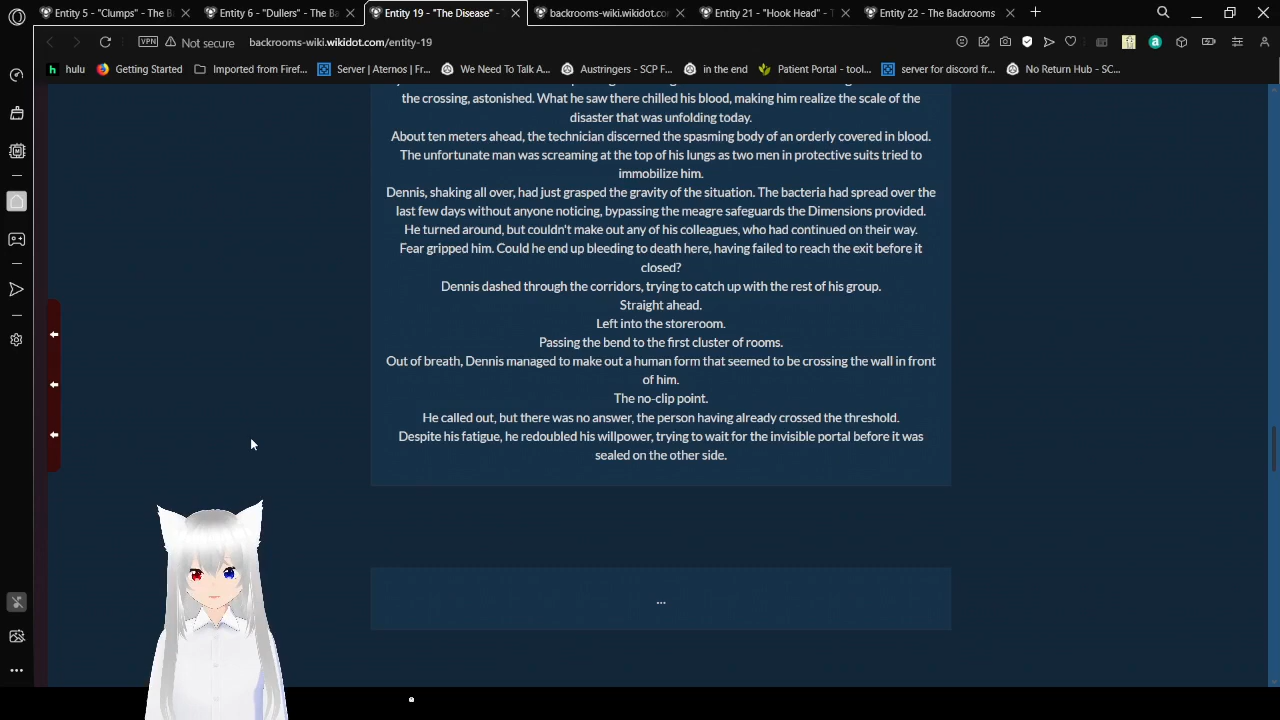 Entity 5 - "Clumps" - The B
Entity 6 - "Dullers" - The Ba
Entity 19 - "The Disease" -
backrooms-wiki.wikidot.co
Entity 21 - "Hook Head" - T
Entity 22 - The Backrooms
VPN Not secure backrooms-wiki.wikidot.com/entity-19
h hulu Getting Started Imported from Firef... Server | Aternos | Fr... We Need To Talk A... Austringers - SCP F... in the end Patient Portal - tool... server for discord fr... No Return Hub - SC...
the crossing, astonished. What he saw there chilled his blood, making him realize the scale of the
disaster that was unfolding today.
About ten meters ahead, the technician discerned the spasming body of an orderly covered in blood.
The unfortunate man was screaming at the top of his lungs as two men in protective suits tried to
immobilize him.
Dennis, shaking all over, had just grasped the gravity of the situation. The bacteria had spread over the
last few days without anyone noticing, bypassing the meagre safeguards the Dimensions provided.
He turned around, but couldn't make out any of his colleagues, who had continued on their way.
Fear gripped him. Could he end up bleeding to death here, having failed to reach the exit before it
closed?
Dennis dashed through the corridors, trying to catch up with the rest of his group.
Straight ahead.
Left into the storeroom.
Passing the bend to the first cluster of rooms.
Out of breath, Dennis managed to make out a human form that seemed to be crossing the wall in front
of him.
The no-clip point.
He called out, but there was no answer, the person having already crossed the threshold.
Despite his fatigue, he redoubled his willpower, trying to wait for the invisible portal before it was
sealed on the other side.
...